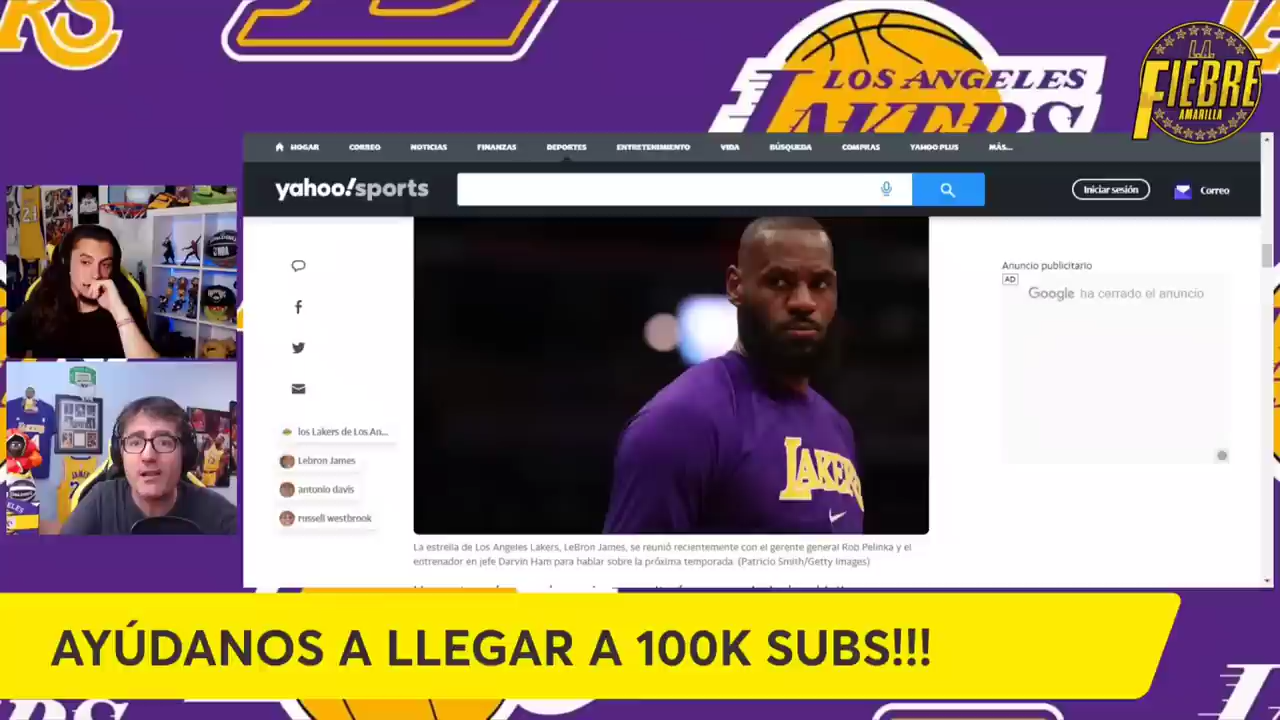 LOS ANGELES
LAKERS
L.A.
FIEBRE
AMARILLA
HOGAR CORREO NOTICIAS FINANZAS DEPORTES ENTRETENIMIENTO VIDA BÚSQUEDA COMPRAS YAHOO PLUS MÁS...
yahoo!sports
Iniciar sesión
Correo
Anuncio publicitario
AD
Google ha cerrado el anuncio
los Lakers de Los An...
Lebron James
antonio davis
russell westbrook
LAKERS
La estrella de Los Angeles Lakers, LeBron James, se reunió recientemente con el gerente general Rob Pelinka y el
entrenador en jefe Darvin Ham para hablar sobre la próxima temporada. (Patricio Smith/Getty Images)
AYÚDANOS A LLEGAR A 100K SUBS!!!